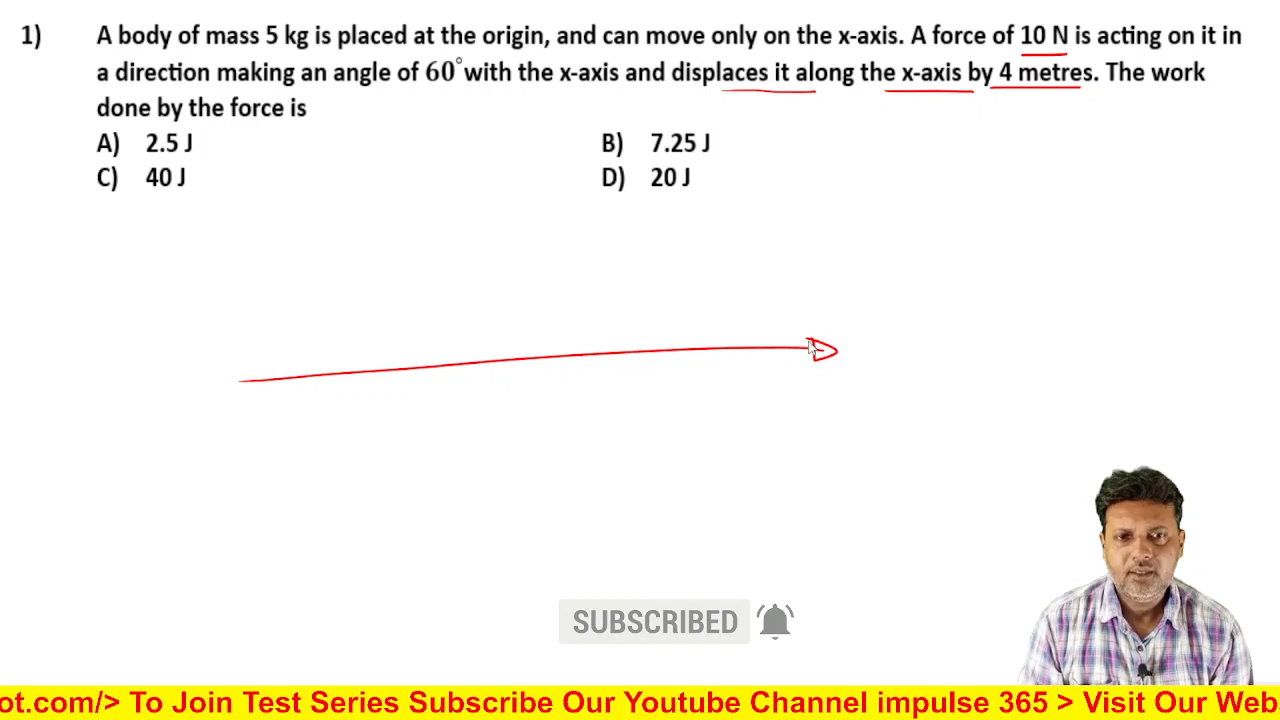 1) A body of mass 5 kg is placed at the origin, and can move only on the x-axis. A force of 10 N is acting on it in
a direction making an angle of 60° with the x-axis and displaces it along the x-axis by 4 metres. The work
done by the force is
A) 2.5 J B) 7.25 J
C) 40 J D) 20 J
SUBSCRIBED
ot.com/> To Join Test Series Subscribe Our Youtube Channel impulse 365 > Visit Our Web